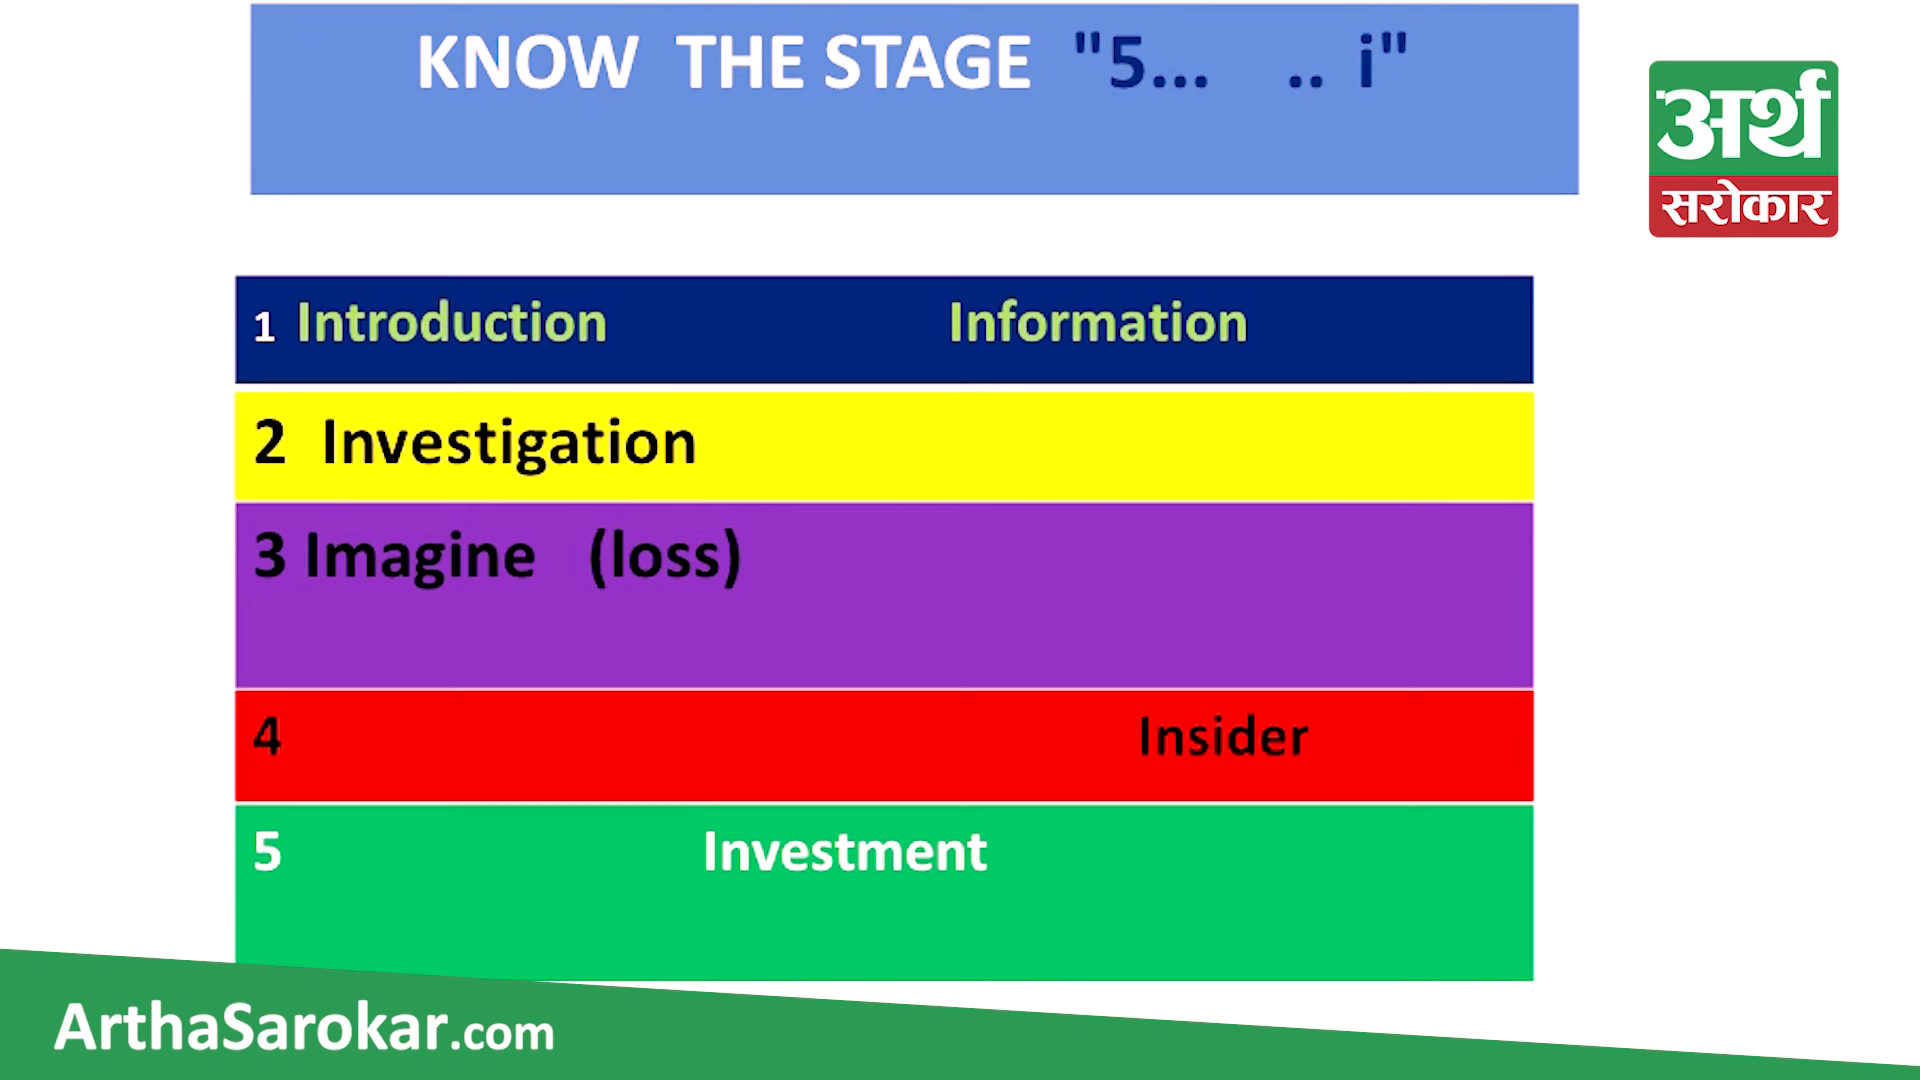 KNOW THE STAGE "5... .. i"
अर्थ
सरोकार
1 Introduction Information
2 Investigation
3 Imagine (loss)
4 Insider
5 Investment
ArthaSarokar.com